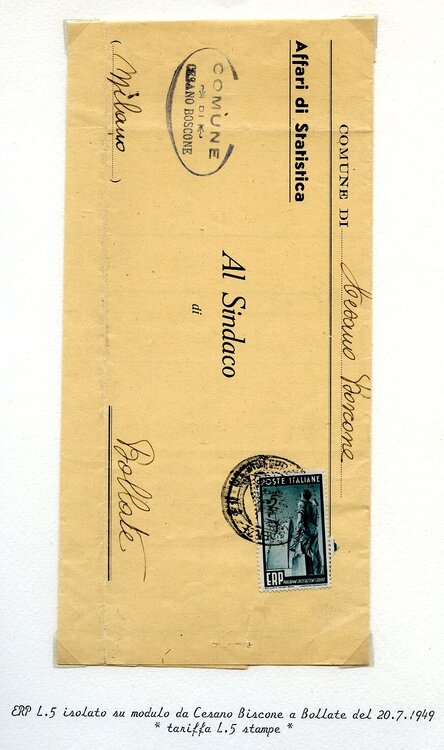 COMUNE DI Cesano Boscone
Affari di Statistica
COMUNE
DI
CESANO BOSCONE
Al Sindaco
di
Bollate
(Milano)
POSTE ITALIANE
ERP
ERP L.5 isolato su modulo da Cesano Biscone a Bollate del 20.7.1949
* tariffa L.5 stampe *